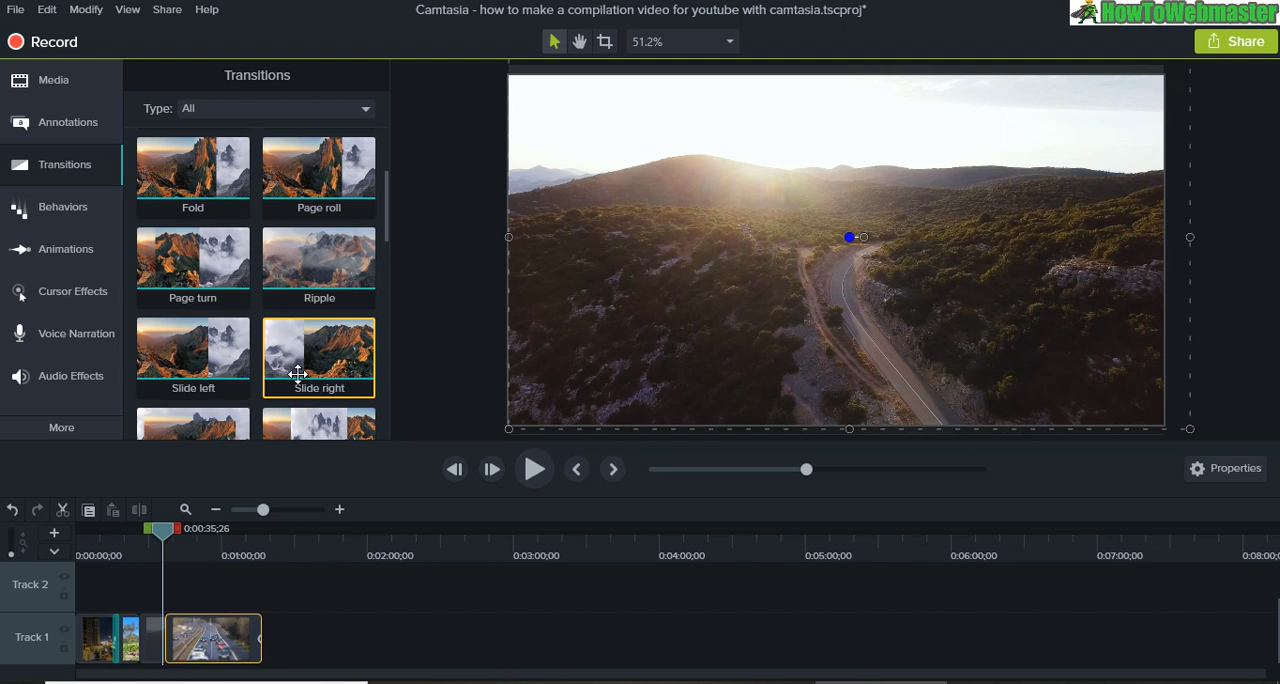 File Edit Modify View Share Help
Camtasia - how to make a compilation video for youtube with camtasia.tscproj*
HowToWebmaster
Record
51.2%
Share
Media
Annotations
Transitions
Behaviors
Animations
Cursor Effects
Voice Narration
Audio Effects
More
Transitions
Type: All
Fold
Page roll
Page turn
Ripple
Slide left
Slide right
Properties
0:00:35;26
0:00:00;00 0:01:00;00 0:02:00;00 0:03:00;00 0:04:00;00 0:05:00;00 0:06:00;00 0:07:00;00 0:08:00;
Track 2
Track 1